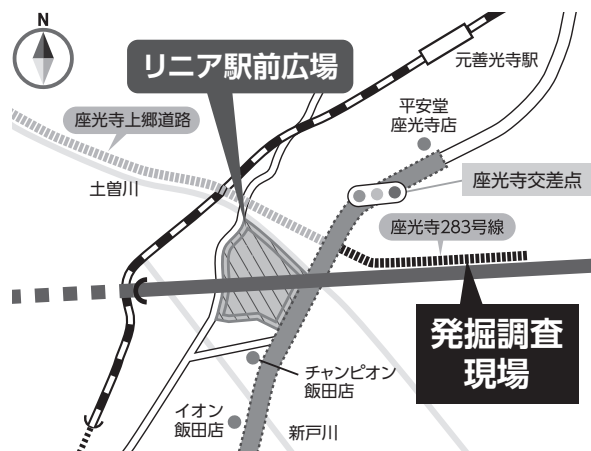 N
リニア駅前広場
元善光寺駅
座光寺上郷道路
平安堂
座光寺店
土曽川
座光寺交差点
座光寺283号線
発掘調査
現場
チャンピオン
飯田店
イオン
飯田店
新戸川